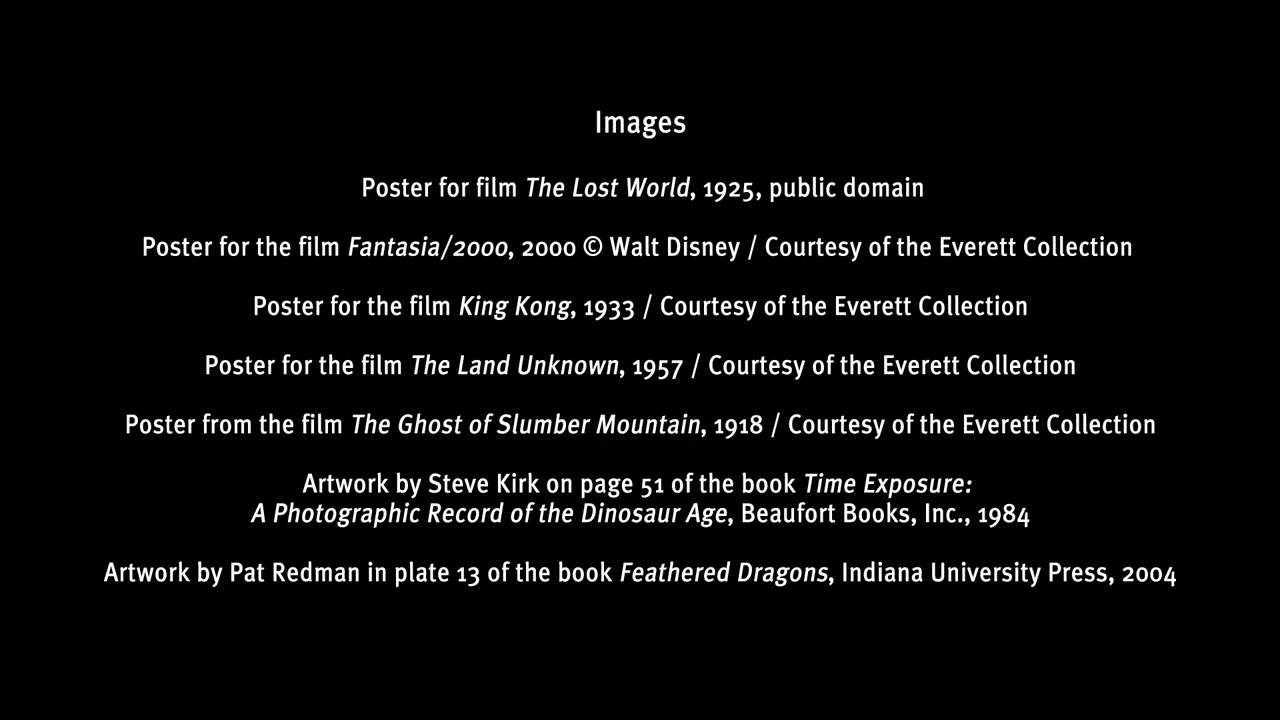 Images
Poster for film The Lost World, 1925, public domain
Poster for the film Fantasia/2000, 2000 © Walt Disney / Courtesy of the Everett Collection
Poster for the film King Kong, 1933 / Courtesy of the Everett Collection
Poster for the film The Land Unknown, 1957 / Courtesy of the Everett Collection
Poster from the film The Ghost of Slumber Mountain, 1918 / Courtesy of the Everett Collection
Artwork by Steve Kirk on page 51 of the book Time Exposure:
A Photographic Record of the Dinosaur Age, Beaufort Books, Inc., 1984
Artwork by Pat Redman in plate 13 of the book Feathered Dragons, Indiana University Press, 2004